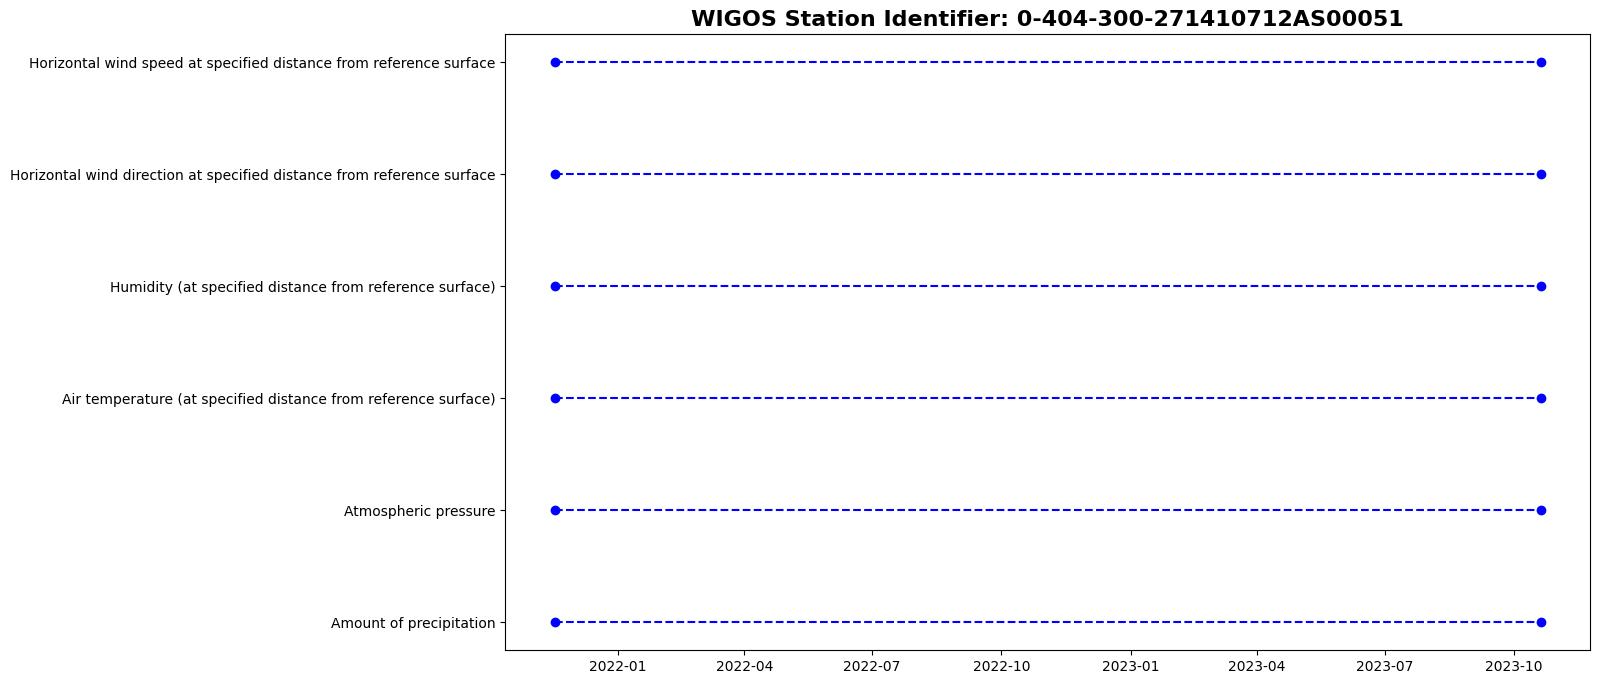 WIGOS Station Identifier: 0-404-300-271410712AS00051
Horizontal wind speed at specified distance from reference surface
Horizontal wind direction at specified distance from reference surface
Humidity (at specified distance from reference surface)
Air temperature (at specified distance from reference surface)
Atmospheric pressure
Amount of precipitation
2022-01 2022-04 2022-07 2022-10 2023-01 2023-04 2023-07 2023-10